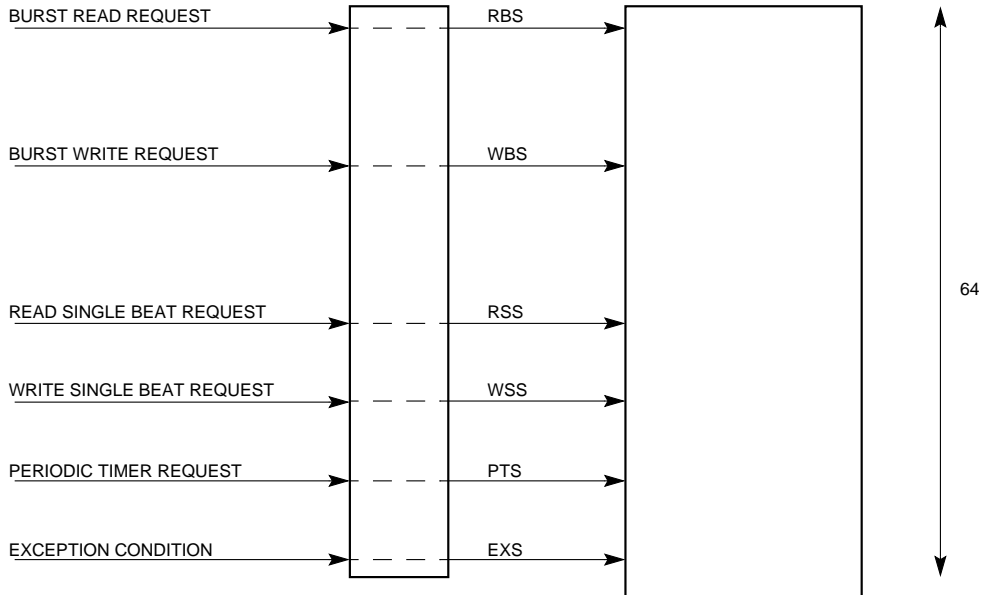 BURST READ REQUEST
RBS
BURST WRITE REQUEST
WBS
64
READ SINGLE BEAT REQUEST
RSS
WRITE SINGLE BEAT REQUEST
WSS
PERIODIC TIMER REQUEST
PTS
EXCEPTION CONDITION
EXS